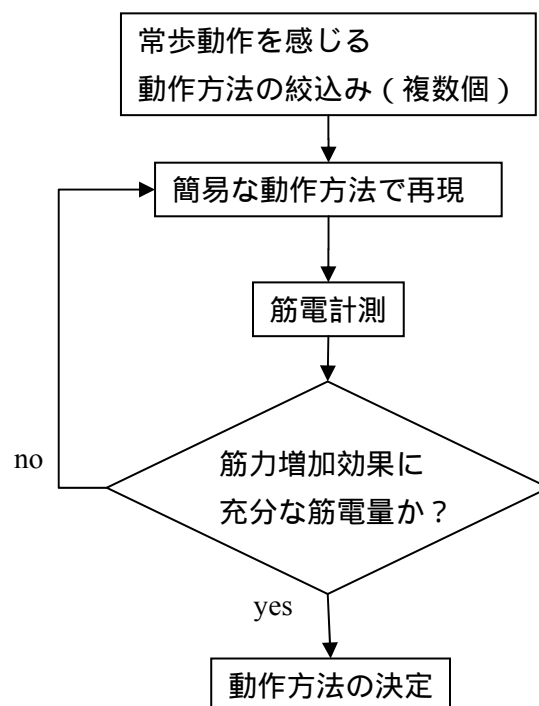 常歩動作を感じる
動作方法の絞込み(複数個)
簡易な動作方法で再現
筋電計測
筋力増加効果に
充分な筋電量か?
no
yes
動作方法の決定